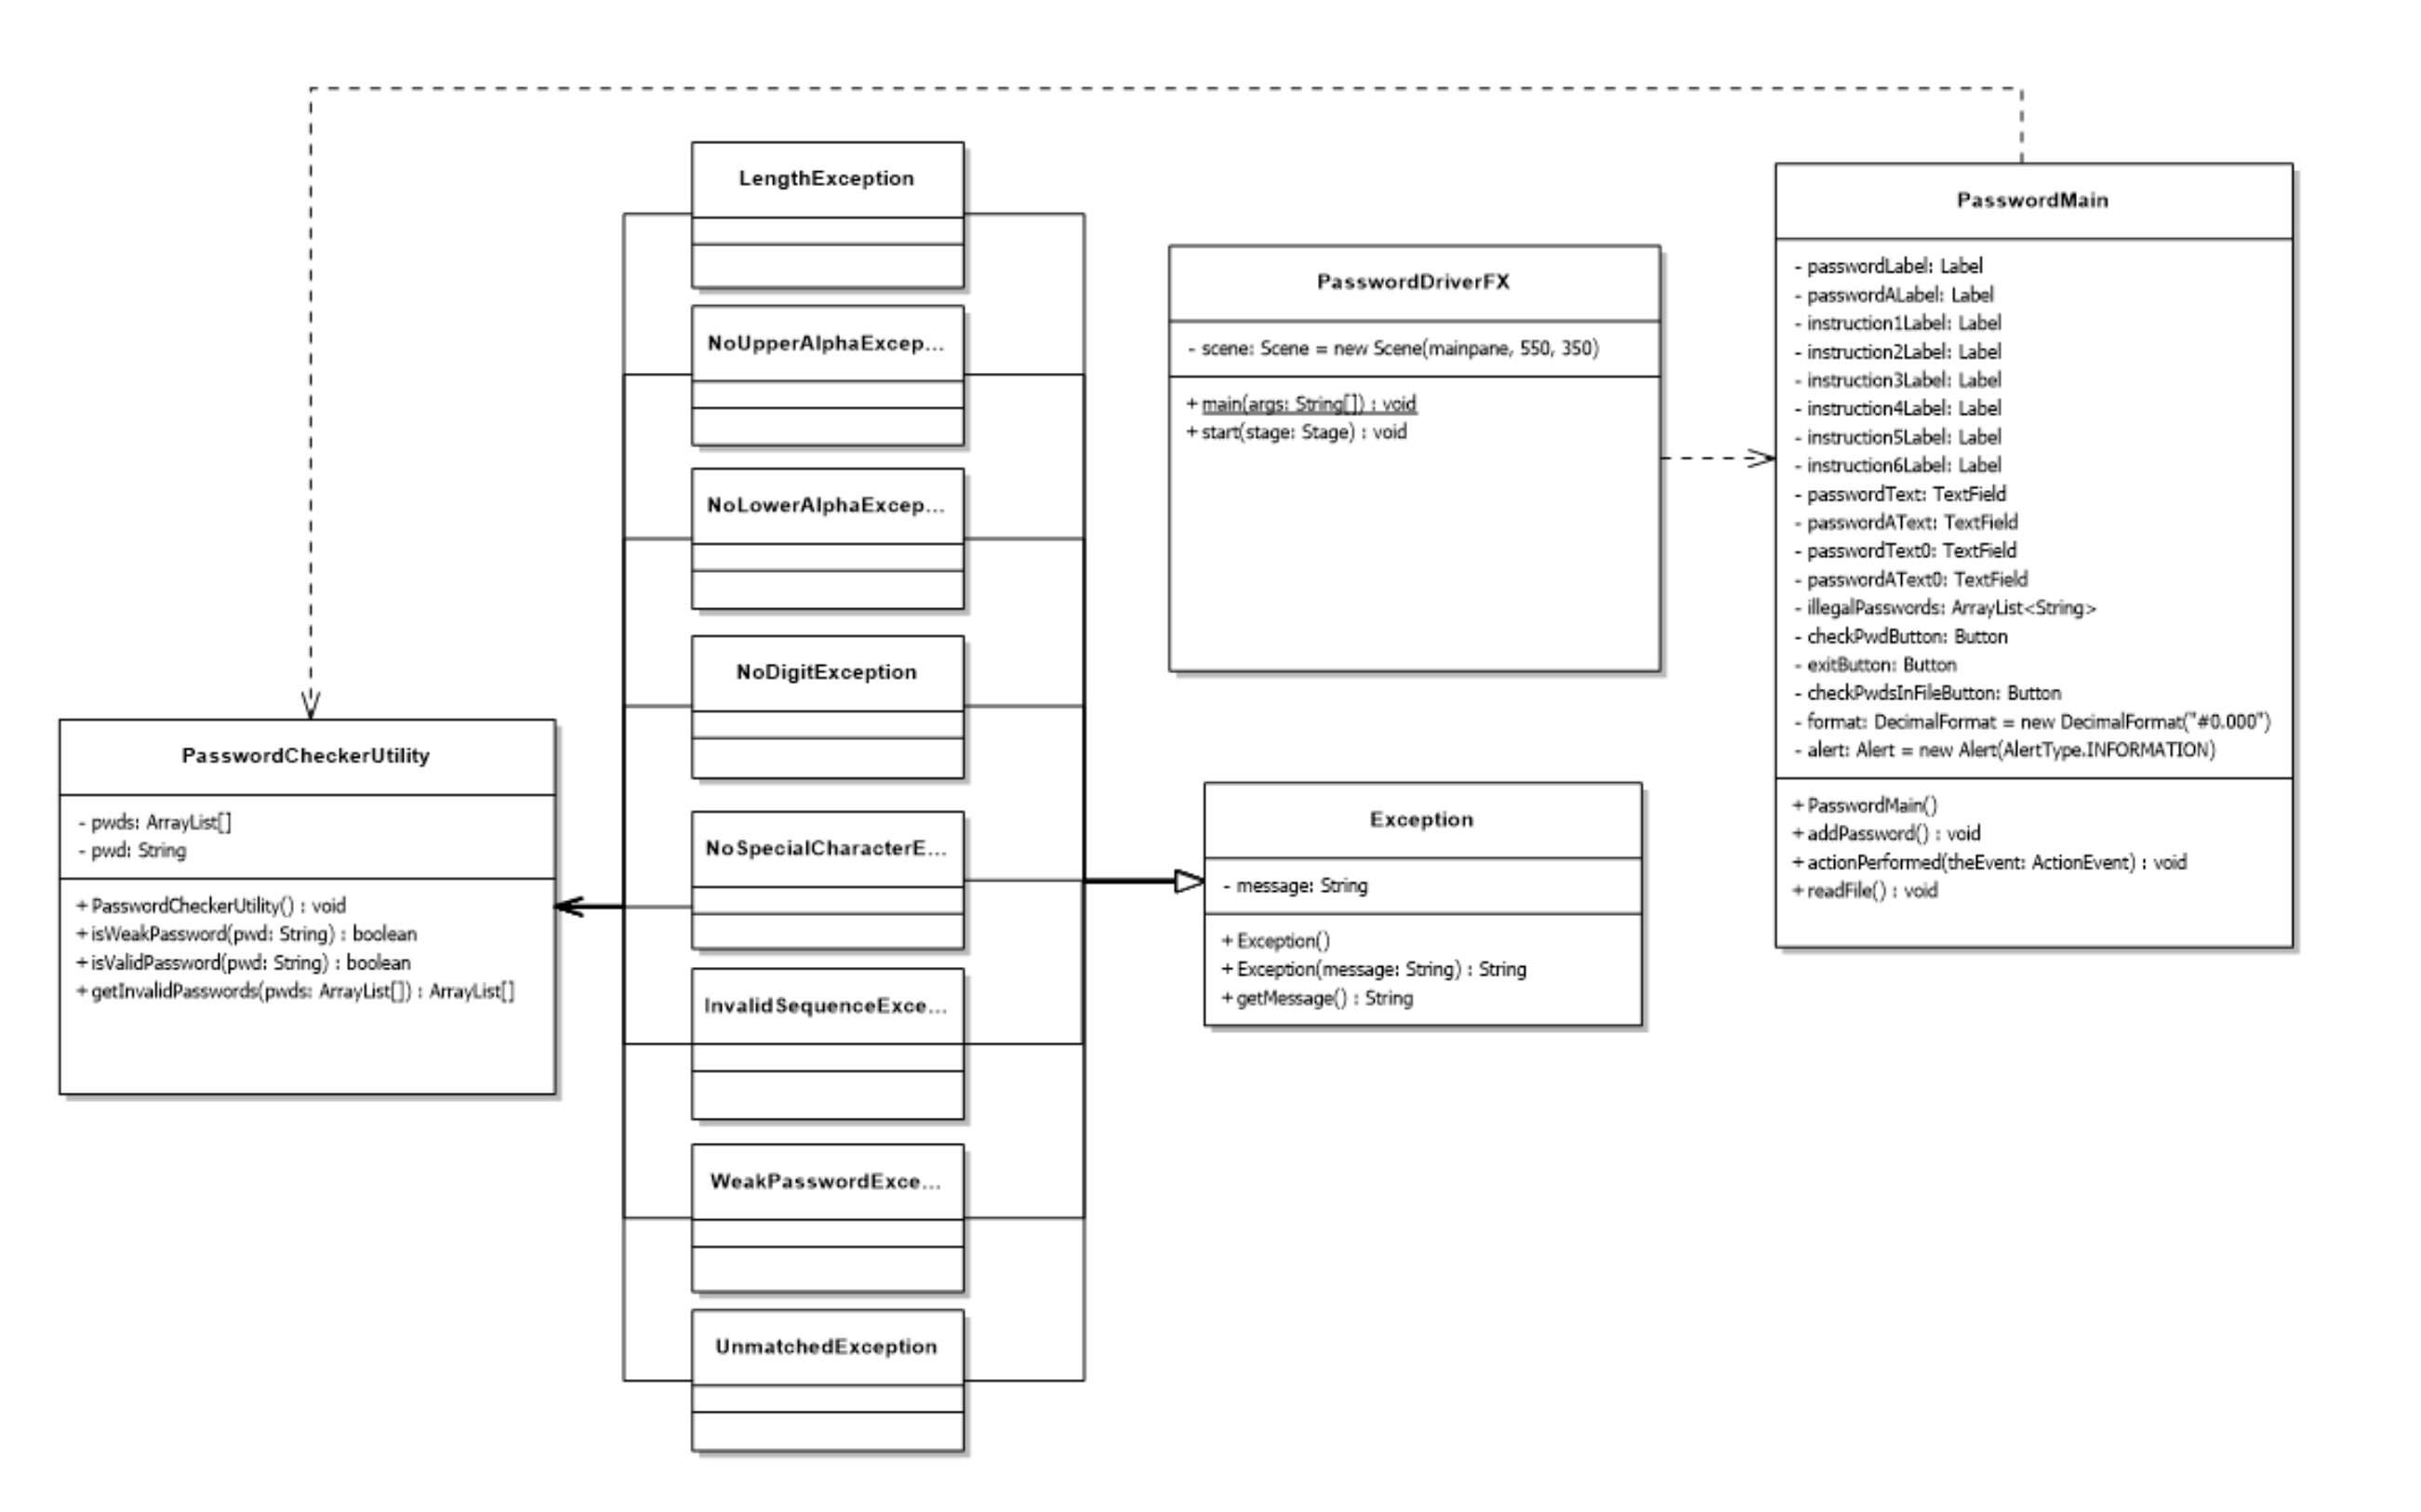 LengthException
NoUpperAlphaExcep...
NoLowerAlphaExcep...
NoDigitException
NoSpecialCharacterE...
InvalidSequenceExce...
WeakPasswordExce...
UnmatchedException
PasswordCheckerUtility
- pwds: ArrayList[]
- pwd: String
+ PasswordCheckerUtility() : void
+ isWeakPassword(pwd: String) : boolean
+ isValidPassword(pwd: String) : boolean
+ getInvalidPasswords(pwds: ArrayList[]) : ArrayList[]
PasswordDriverFX
- scene: Scene = new Scene(mainpane, 550, 350)
+ main(args: String[]) : void
+ start(stage: Stage) : void
Exception
- message: String
+ Exception()
+ Exception(message: String) : String
+ getMessage() : String
PasswordMain
- passwordLabel: Label
- passwordALabel: Label
- instruction1Label: Label
- instruction2Label: Label
- instruction3Label: Label
- instruction4Label: Label
- instruction5Label: Label
- instruction6Label: Label
- passwordText: TextField
- passwordAText: TextField
- passwordText0: TextField
- passwordAText0: TextField
- illegalPasswords: ArrayList<String>
- checkPwdButton: Button
- exitButton: Button
- checkPwdsInFileButton: Button
- format: DecimalFormat = new DecimalFormat("#0.000")
- alert: Alert = new Alert(AlertType.INFORMATION)
+ PasswordMain()
+ addPassword() : void
+ actionPerformed(theEvent: ActionEvent) : void
+ readFile() : void